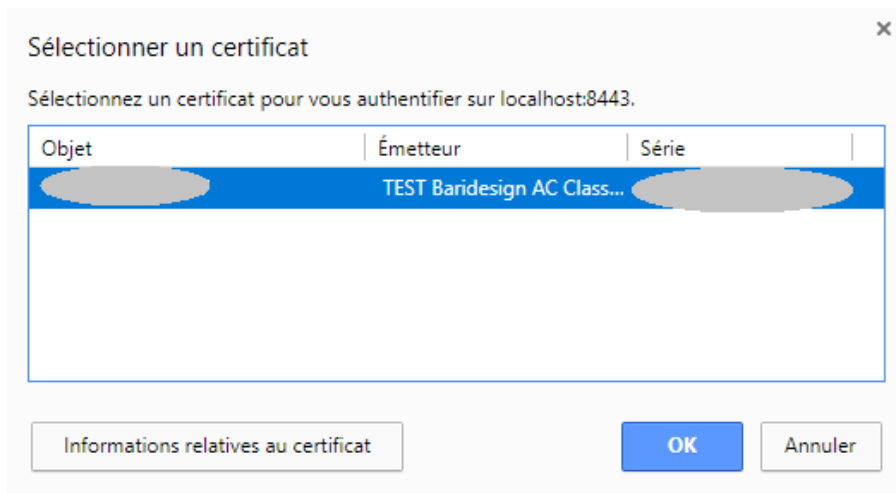 Sélectionner un certificat
Sélectionnez un certificat pour vous authentifier sur localhost:8443.
Objet Émetteur Série
TEST Baridesign AC Class...
Informations relatives au certificat OK Annuler